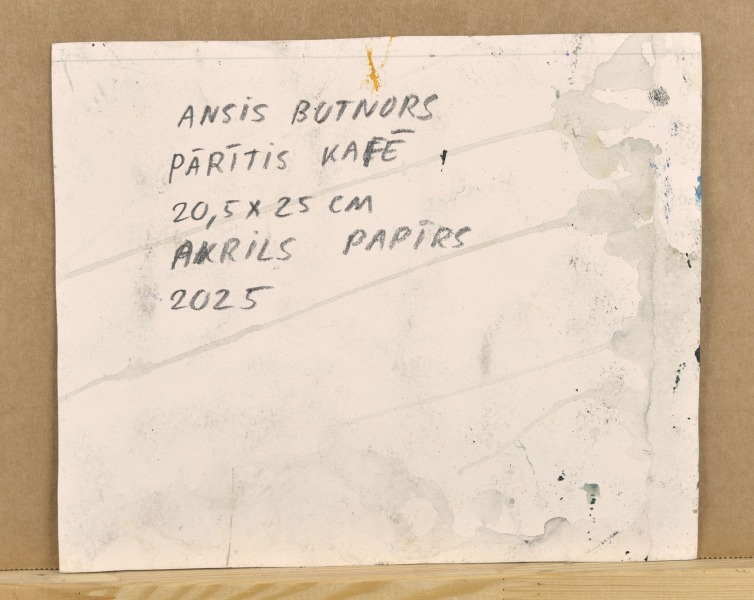 ANSIS BUTNORS
PĀRĪTIS KAFĒ
20,5 X 25 CM
AKRILS PAPĪRS
2025